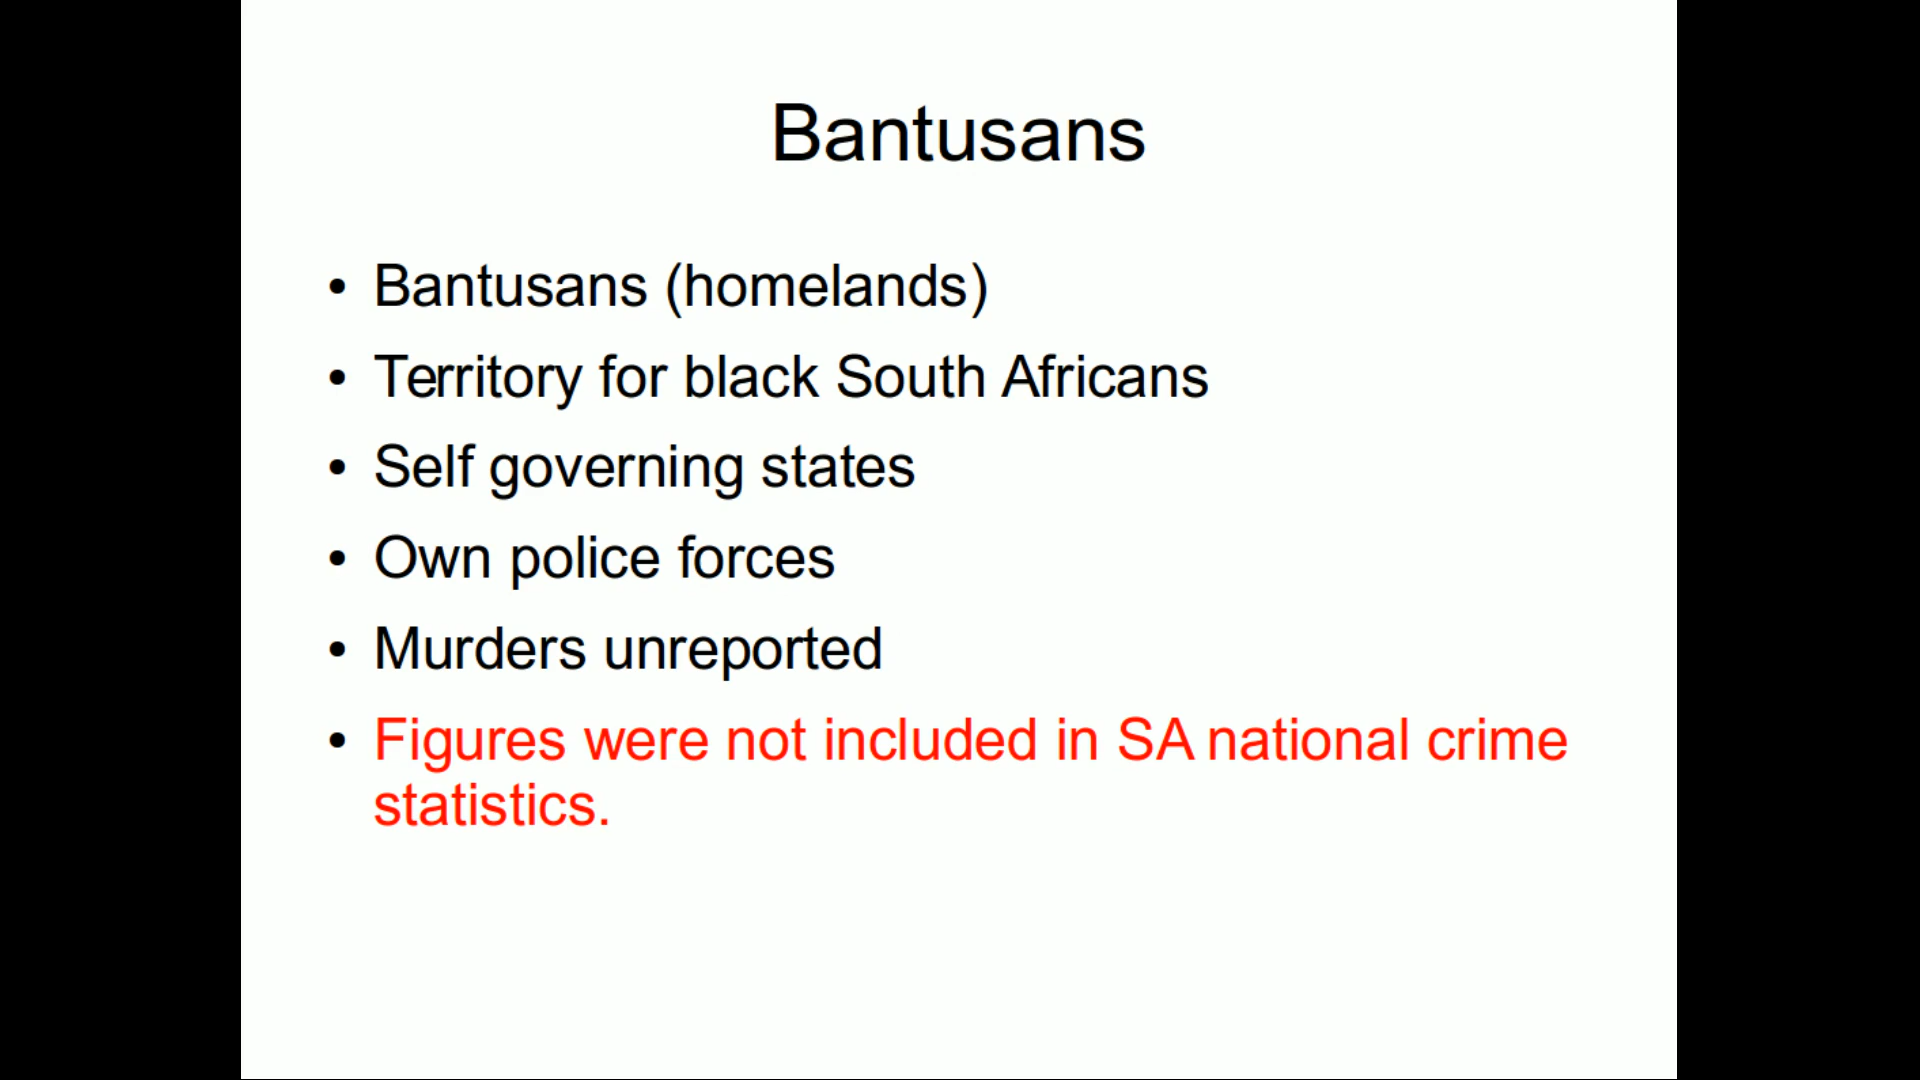 Bantusans
• Bantusans (homelands)
• Territory for black South Africans
• Self governing states
• Own police forces
• Murders unreported
• Figures were not included in SA national crime
statistics.